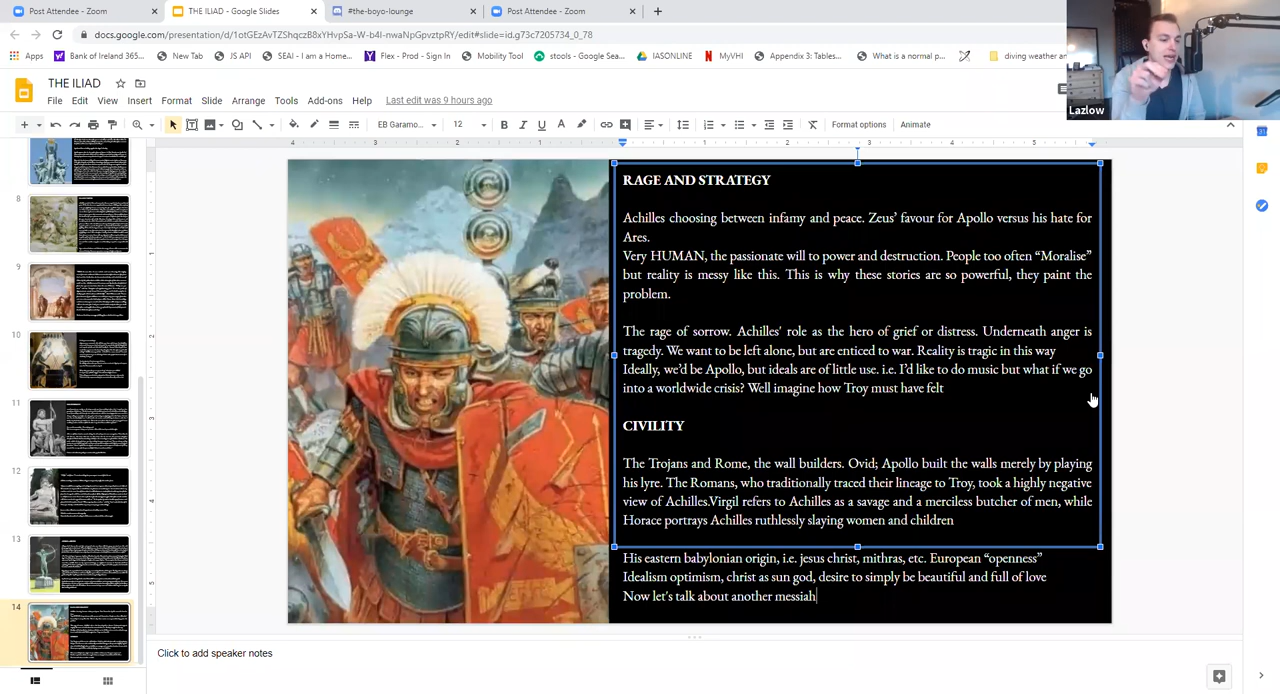 Post Attendee - Zoom
THE ILIAD - Google Slides
#the-boyo-lounge
Post Attendee - Zoom
docs.google.com/presentation/d/1otGEzAvTZShqczB8xYHvpSa-W-b4l-nwaNpGpvztpRY/edit#slide=id.g73c7205734_0_78
Apps
Bank of Ireland 365...
New Tab
JS API
SEAI - I am a Home...
Flex - Prod - Sign In
- Mobility Tool
stools - Google Sea...
IASONLINE
MyVHI
Appendix 3: Tables...
What is a normal p...
diving weather an
Lazlow
THE ILIAD
File Edit View Insert Format Slide Arrange Tools Add-ons Help Last edit was 9 hours ago
EB Garamo... 12 B I U A Format options Animate
RAGE AND STRATEGY
Achilles choosing between infamy and peace. Zeus' favour for Apollo versus his hate for
Ares.
Very HUMAN, the passionate will to power and destruction. People too often “Moralise”
but reality is messy like this. This is why these stories are so powerful, they paint the
problem.
The rage of sorrow. Achilles' role as the hero of grief or distress. Underneath anger is
tragedy. We want to be left alone but are enticed to war. Reality is tragic in this way
Ideally, we'd be Apollo, but ideals are of little use. i.e. I'd like to do music but what if we go
into a worldwide crisis? Well imagine how Troy must have felt
CIVILITY
The Trojans and Rome, the wall builders. Ovid; Apollo built the walls merely by playing
his lyre. The Romans, who traditionally traced their lineage to Troy, took a highly negative
view of Achilles.Virgil refers to Achilles as a savage and a merciless butcher of men, while
Horace portrays Achilles ruthlessly slaying women and children
His eastern babylonian origins i.e. jesus christ, mithras, etc. European “openness”
Idealism optimism, christ being god, desire to simply be beautiful and full of love
Now let's talk about another messiah
8
9
10
11
12
13
14
Click to add speaker